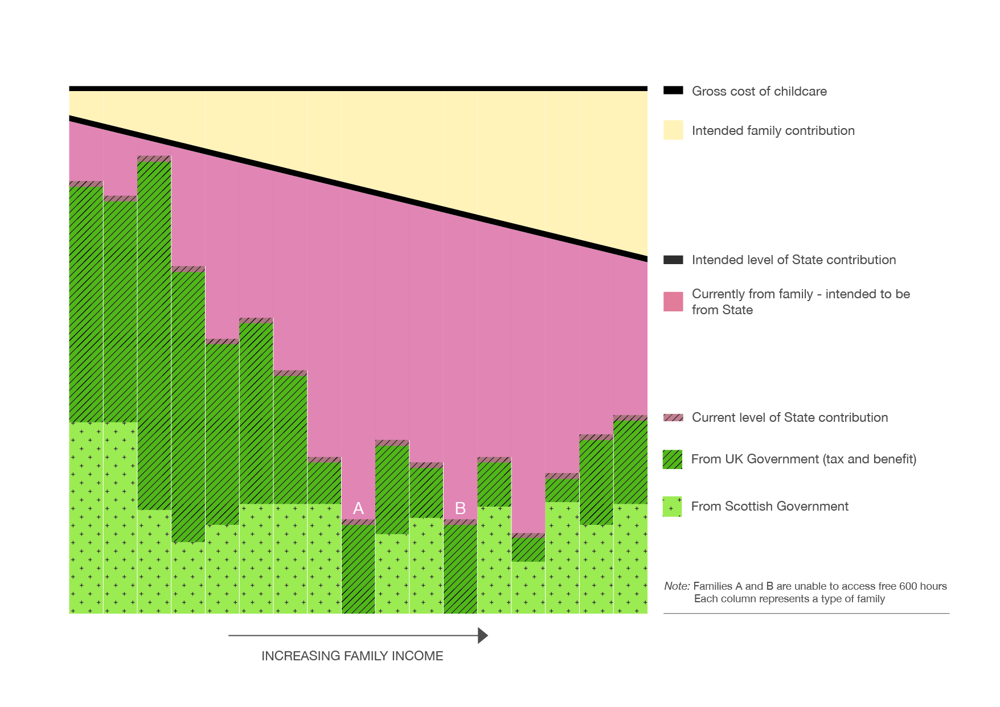 Gross cost of childcare
Intended family contribution
Intended level of State contribution
Currently from family - intended to be
from State
Current level of State contribution
From UK Government (tax and benefit)
From Scottish Government
A
B
Note: Families A and B are unable to access free 600 hours
Each column represents a type of family
INCREASING FAMILY INCOME